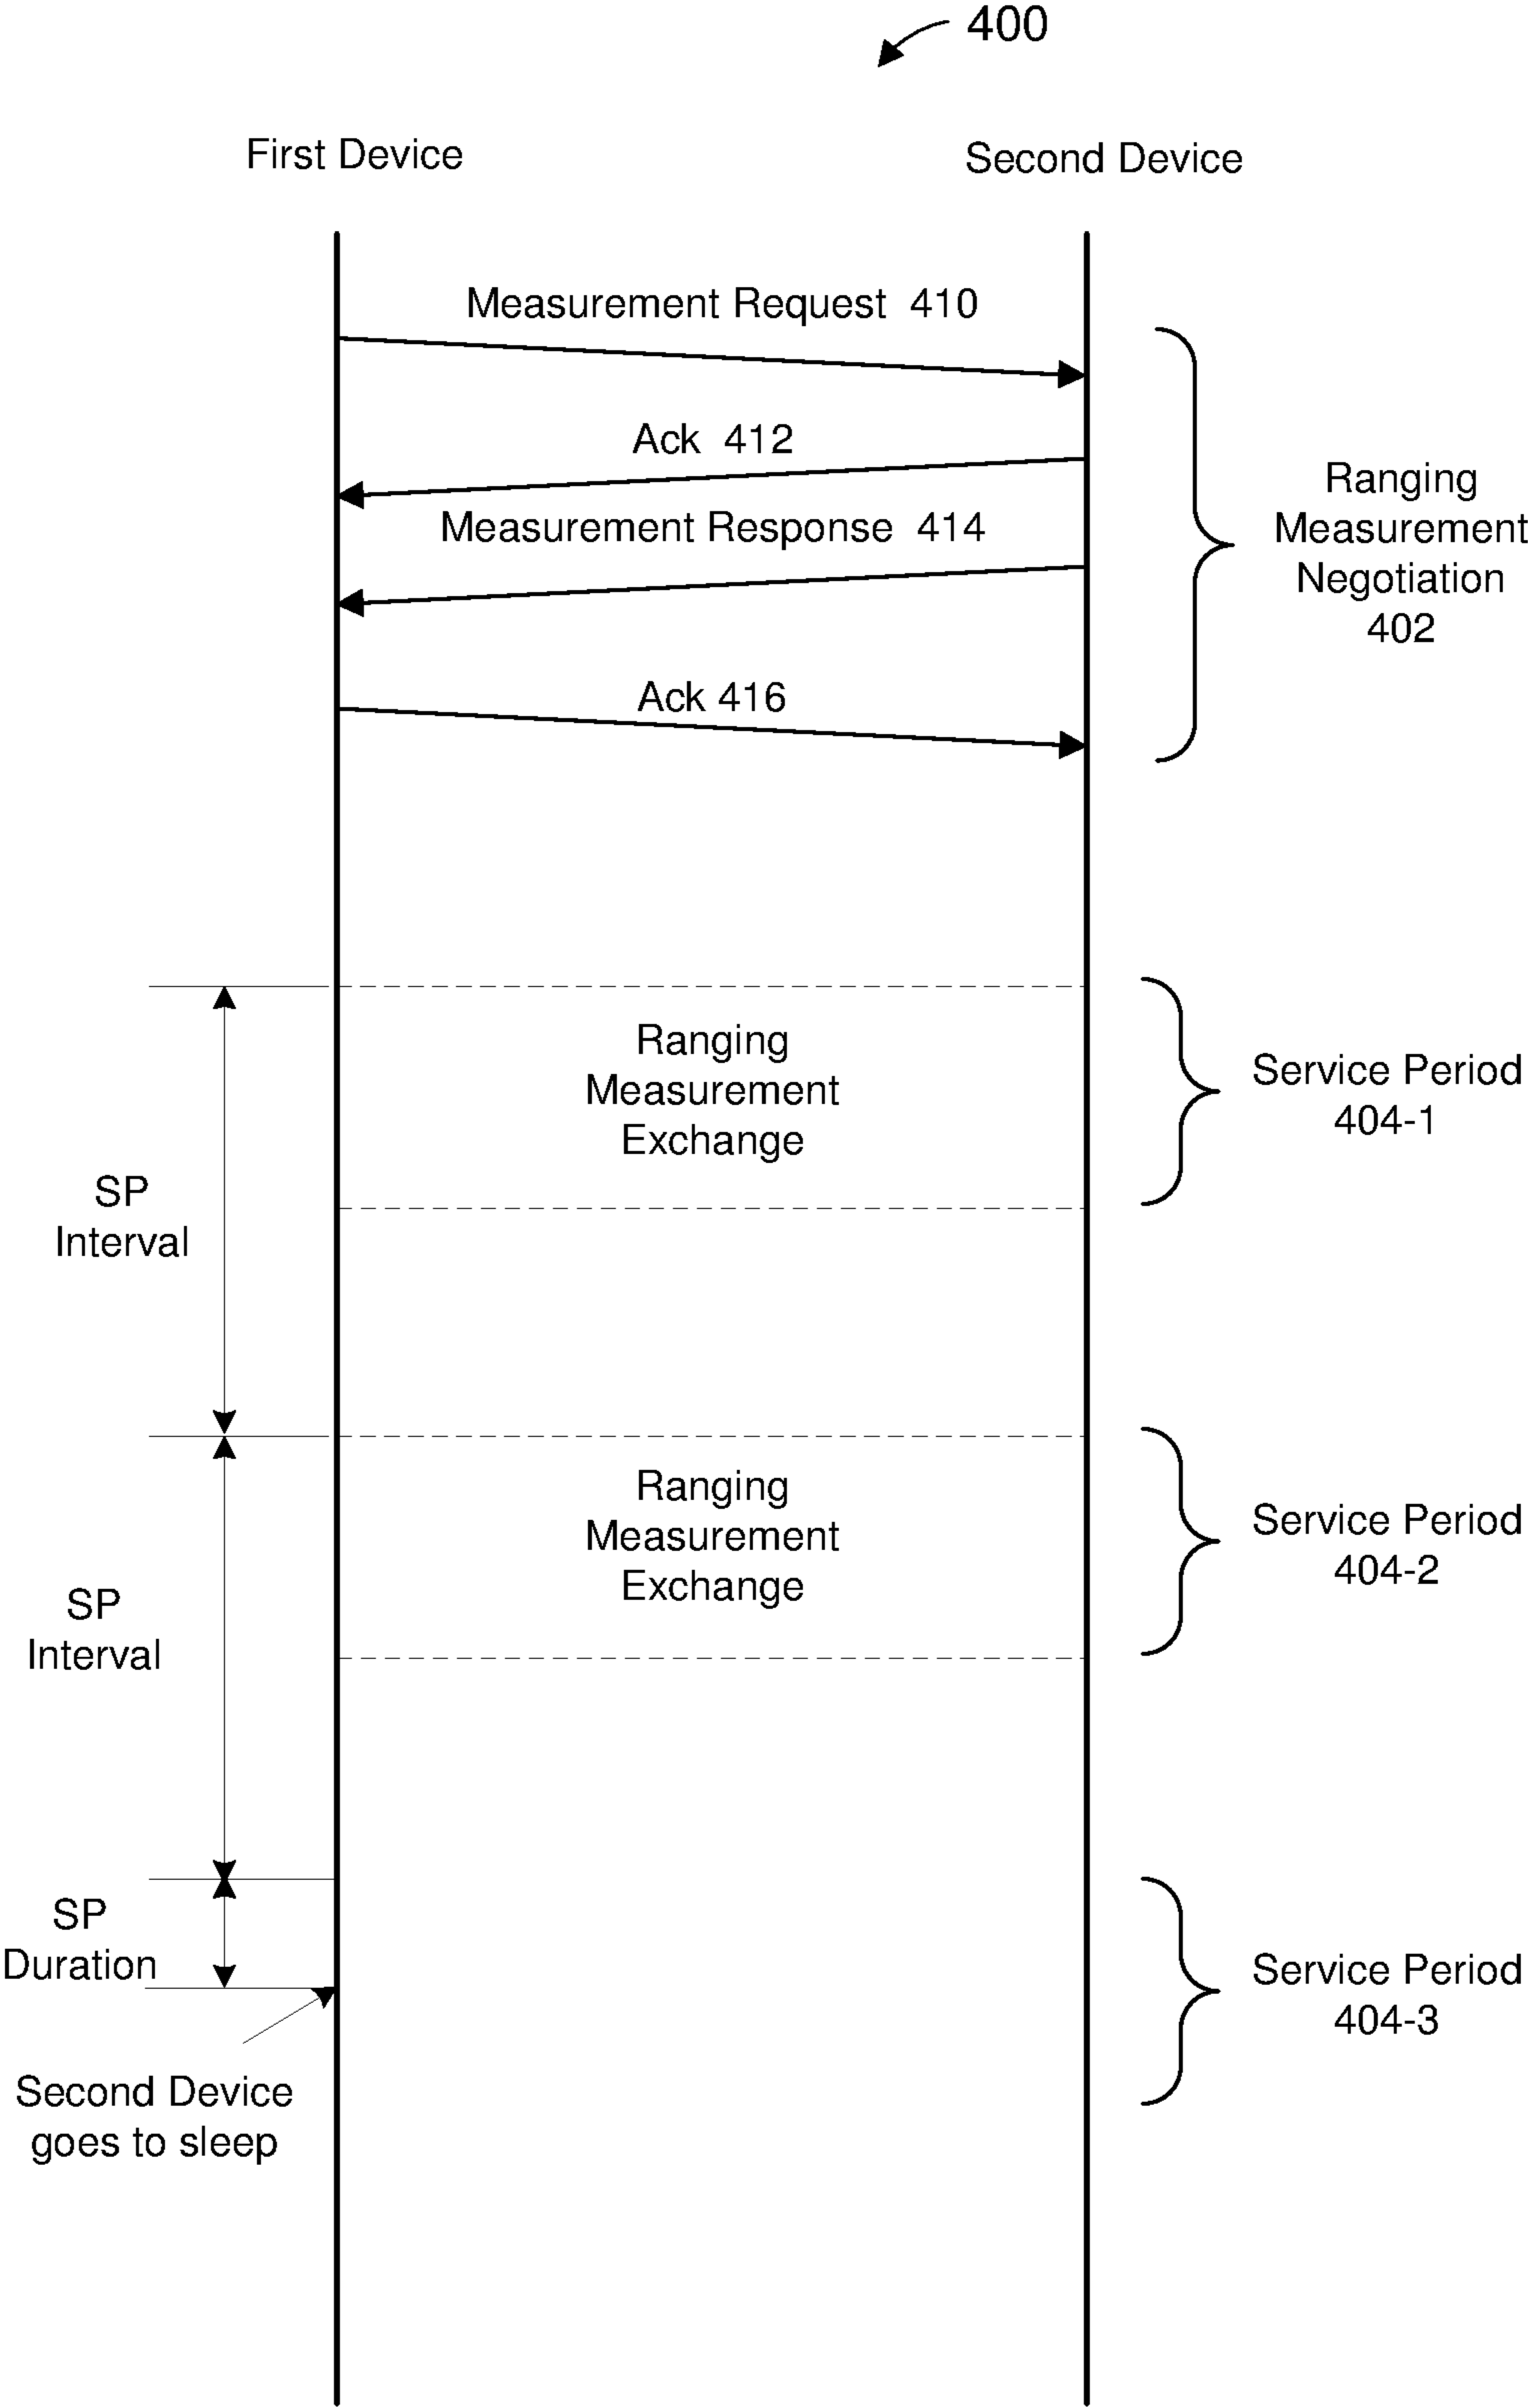 400
First Device
Second Device
Measurement Request 410
Ack 412
Measurement Response 414
Ack 416
Ranging
Measurement
Negotiation
402
Ranging
Measurement
Exchange
Service Period
404-1
SP
Interval
Ranging
Measurement
Exchange
Service Period
404-2
SP
Interval
SP
Duration
Service Period
404-3
Second Device
goes to sleep